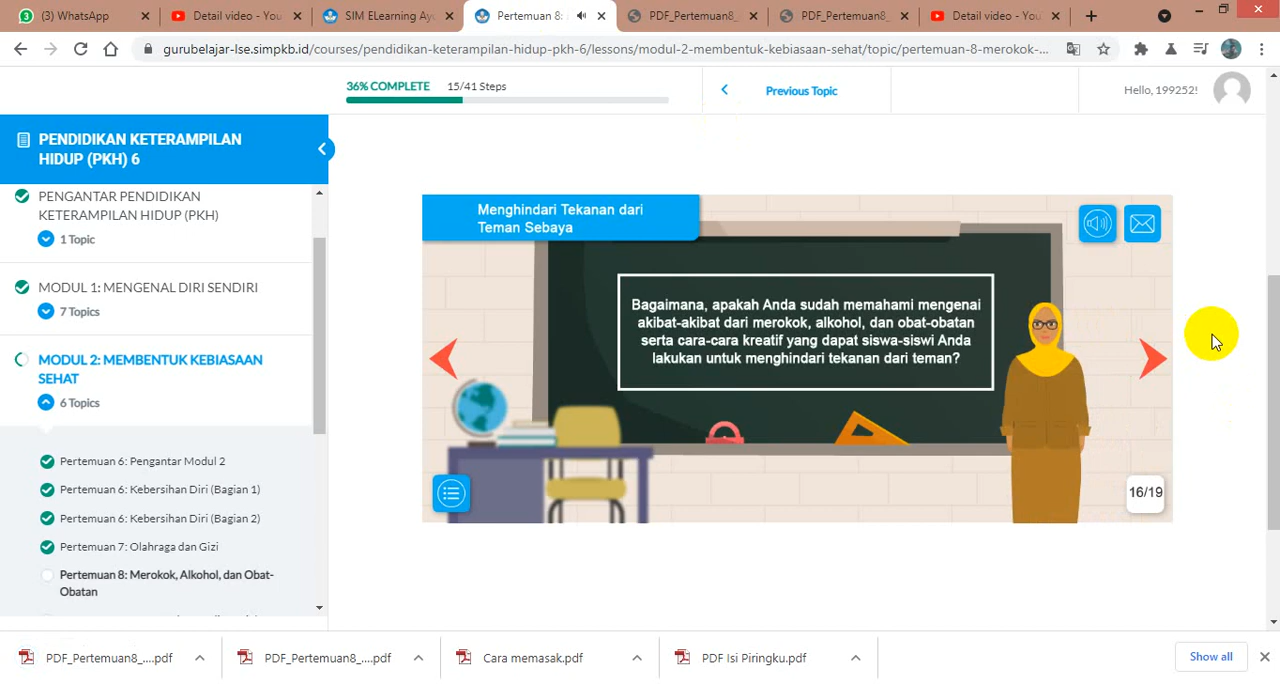 (3) WhatsApp
Detail video - You
SIM ELearning Ay
Pertemuan 8:
PDF_Pertemuan8_
PDF_Pertemuan8_
Detail video - You
gurubelajar-lse.simpkb.id/courses/pendidikan-keterampilan-hidup-pkh-6/lessons/modul-2-membentuk-kebiasaan-sehat/topic/pertemuan-8-merokok-...
36% COMPLETE 15/41 Steps
Previous Topic
Hello, 199252!
PENDIDIKAN KETERAMPILAN
HIDUP (PKH) 6
PENGANTAR PENDIDIKAN
KETERAMPILAN HIDUP (PKH)
1 Topic
MODUL 1: MENGENAL DIRI SENDIRI
7 Topics
MODUL 2: MEMBENTUK KEBIASAAN
SEHAT
6 Topics
Pertemuan 6: Pengantar Modul 2
Pertemuan 6: Kebersihan Diri (Bagian 1)
Pertemuan 6: Kebersihan Diri (Bagian 2)
Pertemuan 7: Olahraga dan Gizi
Pertemuan 8: Merokok, Alkohol, dan Obat-
Obatan
Menghindari Tekanan dari
Teman Sebaya
Bagaimana, apakah Anda sudah memahami mengenai
akibat-akibat dari merokok, alkohol, dan obat-obatan
serta cara-cara kreatif yang dapat siswa-siswi Anda
lakukan untuk menghindari tekanan dari teman?
16/19
PDF_Pertemuan8_....pdf
PDF_Pertemuan8_....pdf
Cara memasak.pdf
PDF Isi Piringku.pdf
Show all